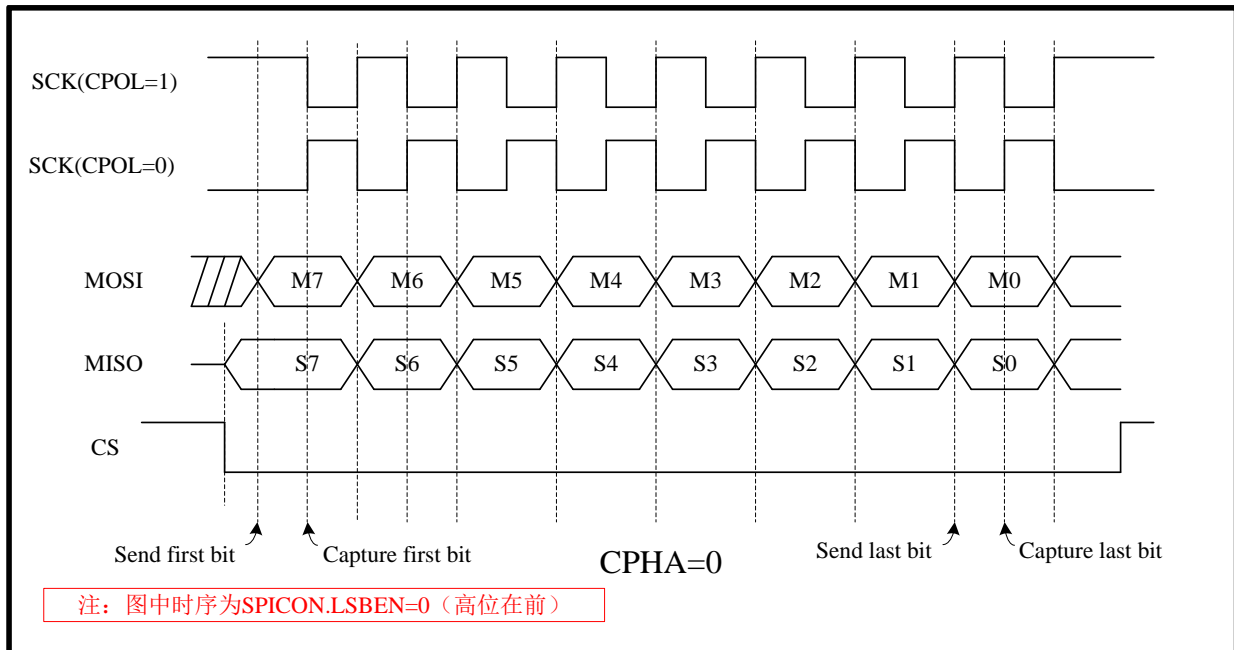 SCK(CPOL=1)
SCK(CPOL=0)
MOSI
M7 M6 M5 M4 M3 M2 M1 M0
MISO
S7 S6 S5 S4 S3 S2 S1 S0
CS
Send first bit
Capture first bit
Send last bit
Capture last bit
CPHA=0
注：图中时序为SPICON.LSBEN=0（高位在前）